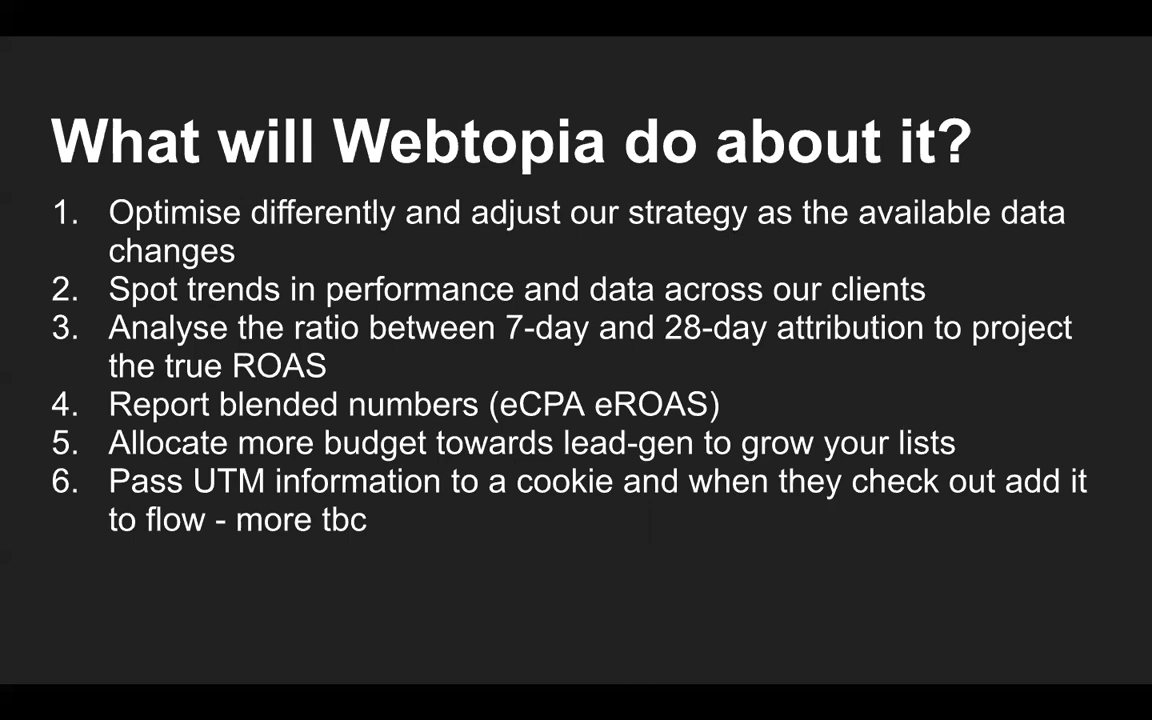 What will Webtopia do about it?
1. Optimise differently and adjust our strategy as the available data
changes
2. Spot trends in performance and data across our clients
3. Analyse the ratio between 7-day and 28-day attribution to project
the true ROAS
4. Report blended numbers (eCPA eROAS)
5. Allocate more budget towards lead-gen to grow your lists
6. Pass UTM information to a cookie and when they check out add it
to flow - more tbc